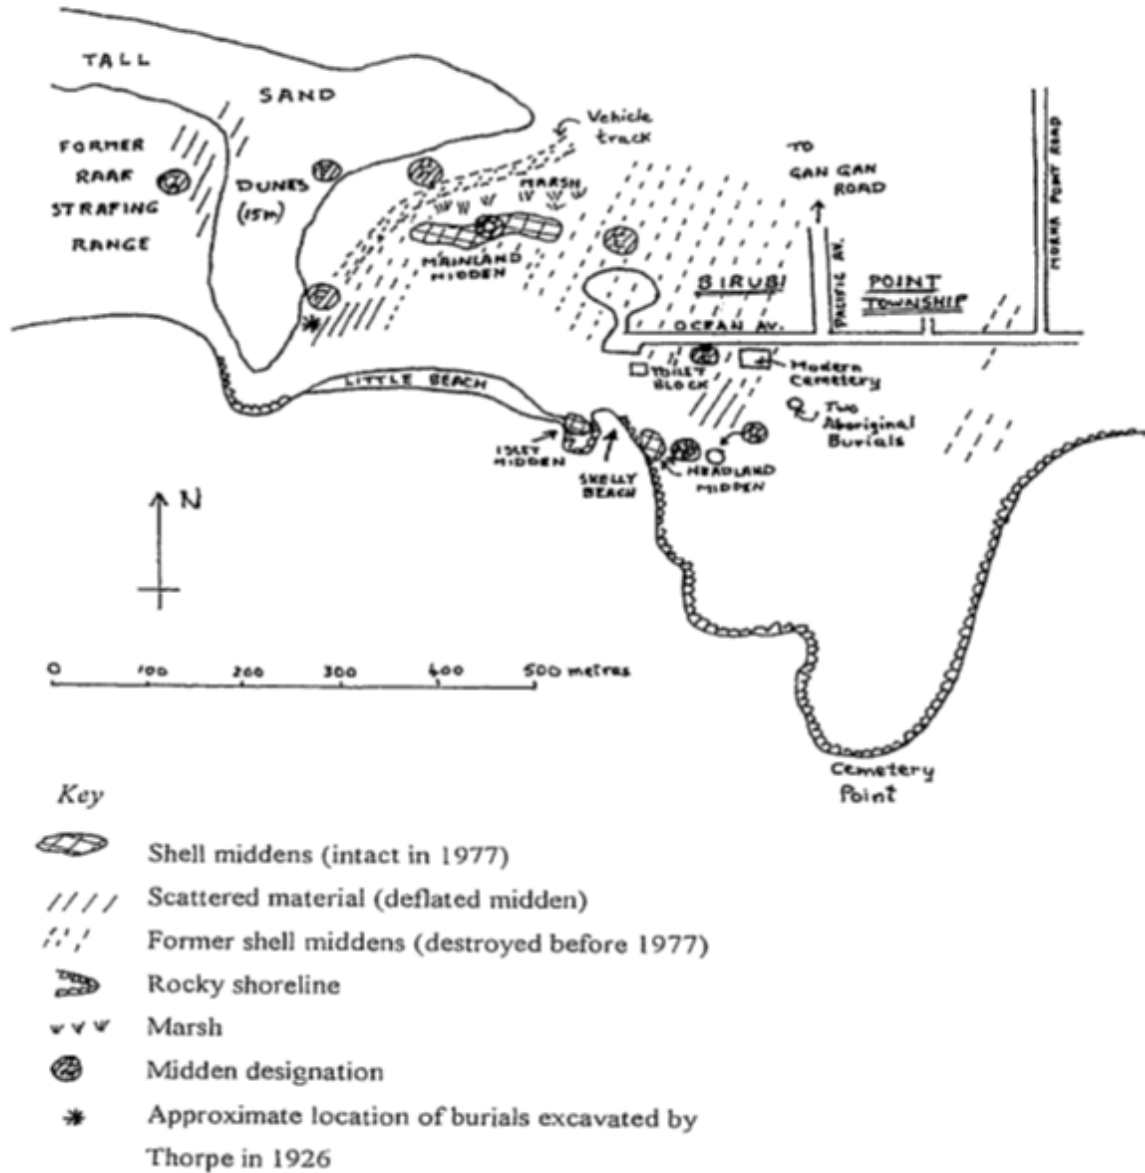 TALL
SAND
DUNES
(15m)
FORMER
RAAF
STRAFING
RANGE
Vehicle
track
MARSH
MAINLAND
MIDDEN
TO
GAN GAN
ROAD
MORNA POINT ROAD
PACIFIC AV.
BIRUBI
POINT
TOWNSHIP
OCEAN AV.
TOILET
BLOCK
Modern
Cemetery
Two
Aboriginal
Burials
LITTLE BEACH
ISLET
MIDDEN
SKELLY
BEACH
HEADLAND
MIDDEN
N
0 100 200 300 400 500 metres
Cemetery
Point
Key
Shell middens (intact in 1977)
Scattered material (deflated midden)
Former shell middens (destroyed before 1977)
Rocky shoreline
Marsh
Midden designation
Approximate location of burials excavated by
Thorpe in 1926